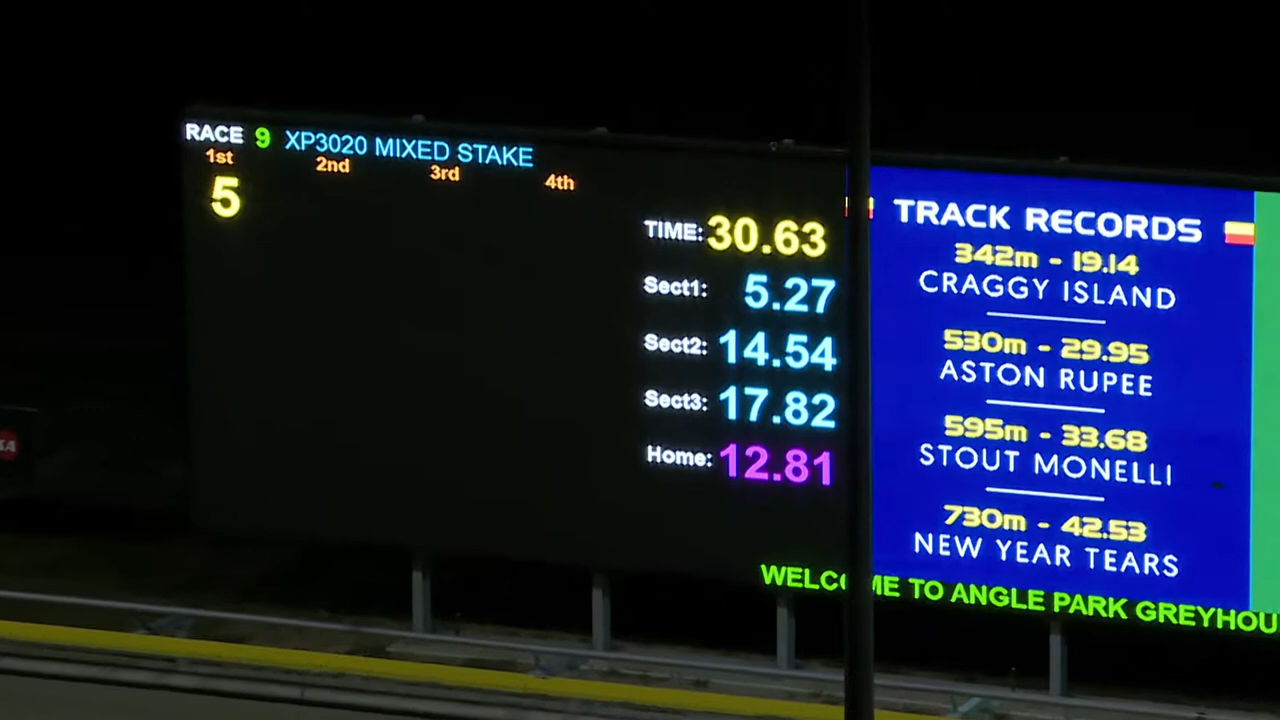 RACE 9 XP3020 MIXED STAKE
1st 2nd 3rd 4th
5
TIME: 30.63
Sect1: 5.27
Sect2: 14.54
Sect3: 17.82
Home: 12.81
TRACK RECORDS
342m - 19.14
CRAGGY ISLAND
530m - 29.95
ASTON RUPEE
595m - 33.68
STOUT MONELLI
730m - 42.53
NEW YEAR TEARS
WELCOME TO ANGLE PARK GREYHOU